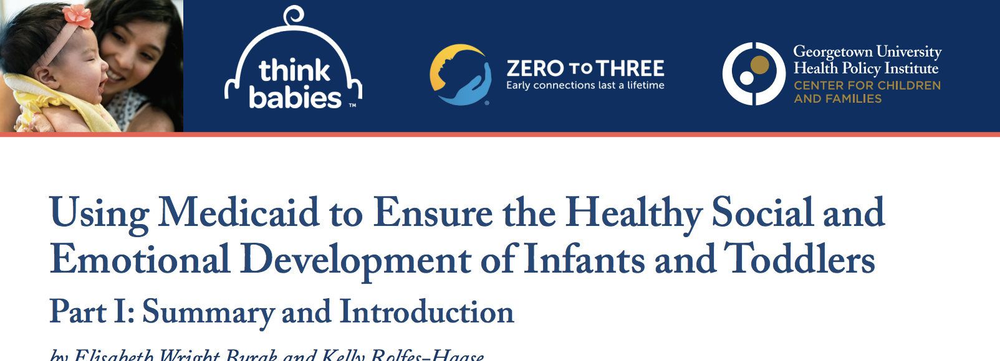 think
babies ™
ZERO TO THREE
Early connections last a lifetime
®
Georgetown University
Health Policy Institute
CENTER FOR CHILDREN
AND FAMILIES
Using Medicaid to Ensure the Healthy Social and
Emotional Development of Infants and Toddlers
Part I: Summary and Introduction
by Elisabeth Wright Burak and Kelly Rolfes-Haase